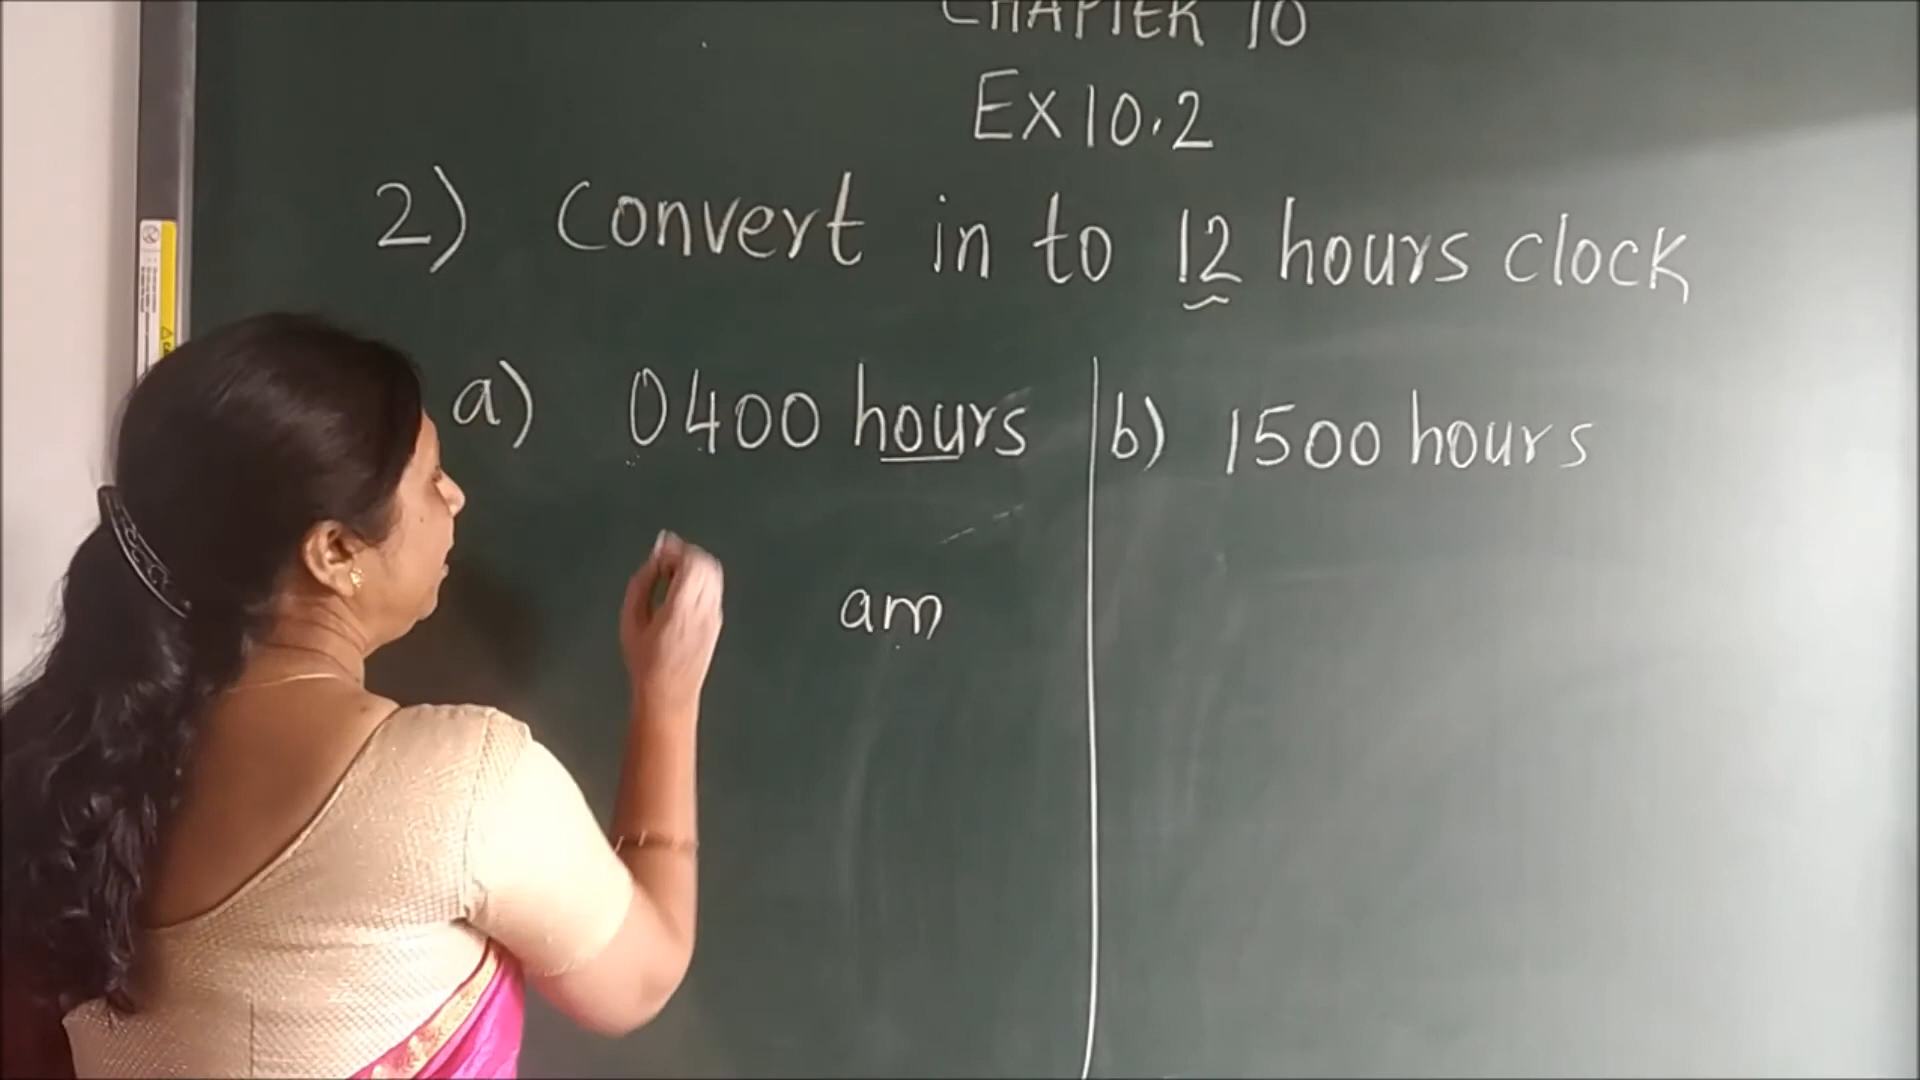 CHAPTER 10
Ex 10.2
2) Convert in to 12 hours clock
a) 0400 hours
b) 1500 hours
am